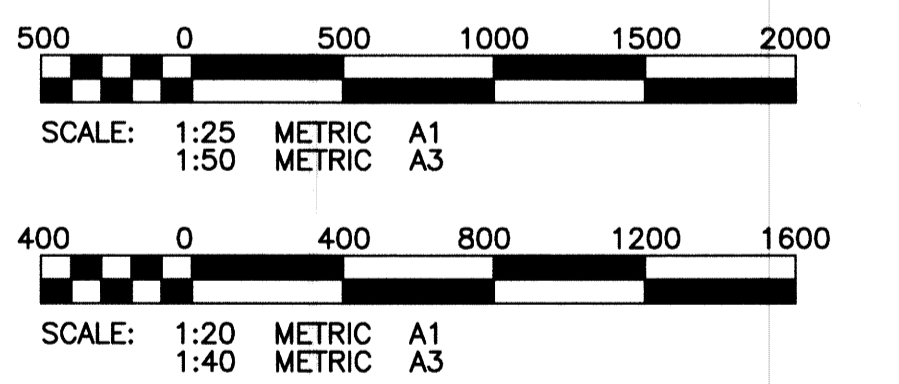 500 0 500 1000 1500 2000
SCALE: 1:25 METRIC A1
1:50 METRIC A3
400 0 400 800 1200 1600
SCALE: 1:20 METRIC A1
1:40 METRIC A3